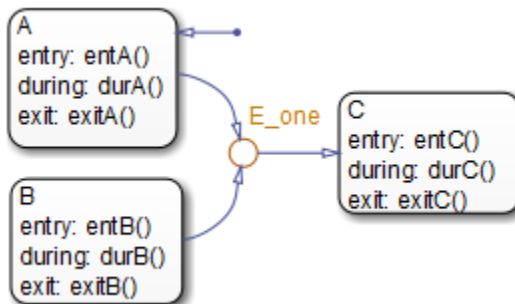 A
entry: entA()
during: durA()
exit: exitA()
E_one
C
entry: entC()
during: durC()
exit: exitC()
B
entry: entB()
during: durB()
exit: exitB()